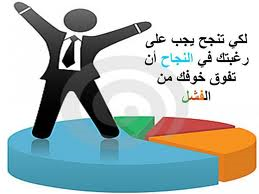 لكي تنجح يجب على
رغبتك في النجاح أن
تفوق خوفك من
الفشل